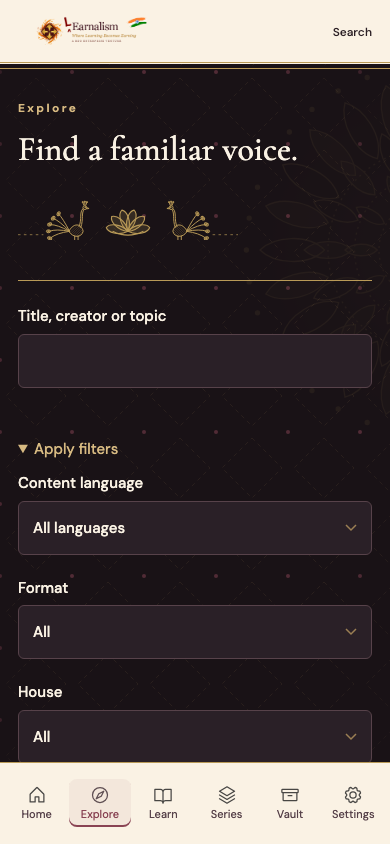 Earnalism
Where Learning Becomes Earning
Search
Explore
Find a familiar voice.
Title, creator or topic
▼ Apply filters
Content language
All languages
Format
All
House
All
Home
Explore
Learn
Series
Vault
Settings